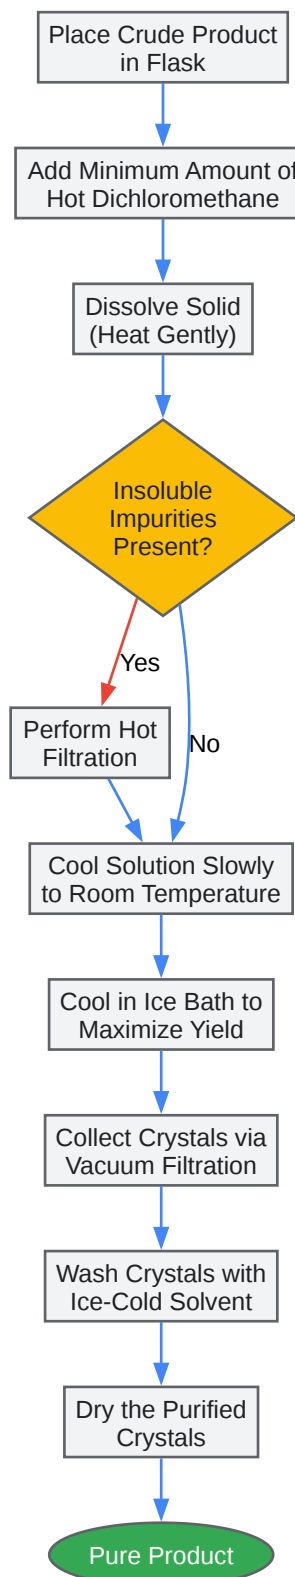 Place Crude Product
in Flask
Add Minimum Amount of
Hot Dichloromethane
Dissolve Solid
(Heat Gently)
Insoluble
Impurities
Present?
Yes
Perform Hot
Filtration
No
Cool Solution Slowly
to Room Temperature
Cool in Ice Bath to
Maximize Yield
Collect Crystals via
Vacuum Filtration
Wash Crystals with
Ice-Cold Solvent
Dry the Purified
Crystals
Pure Product